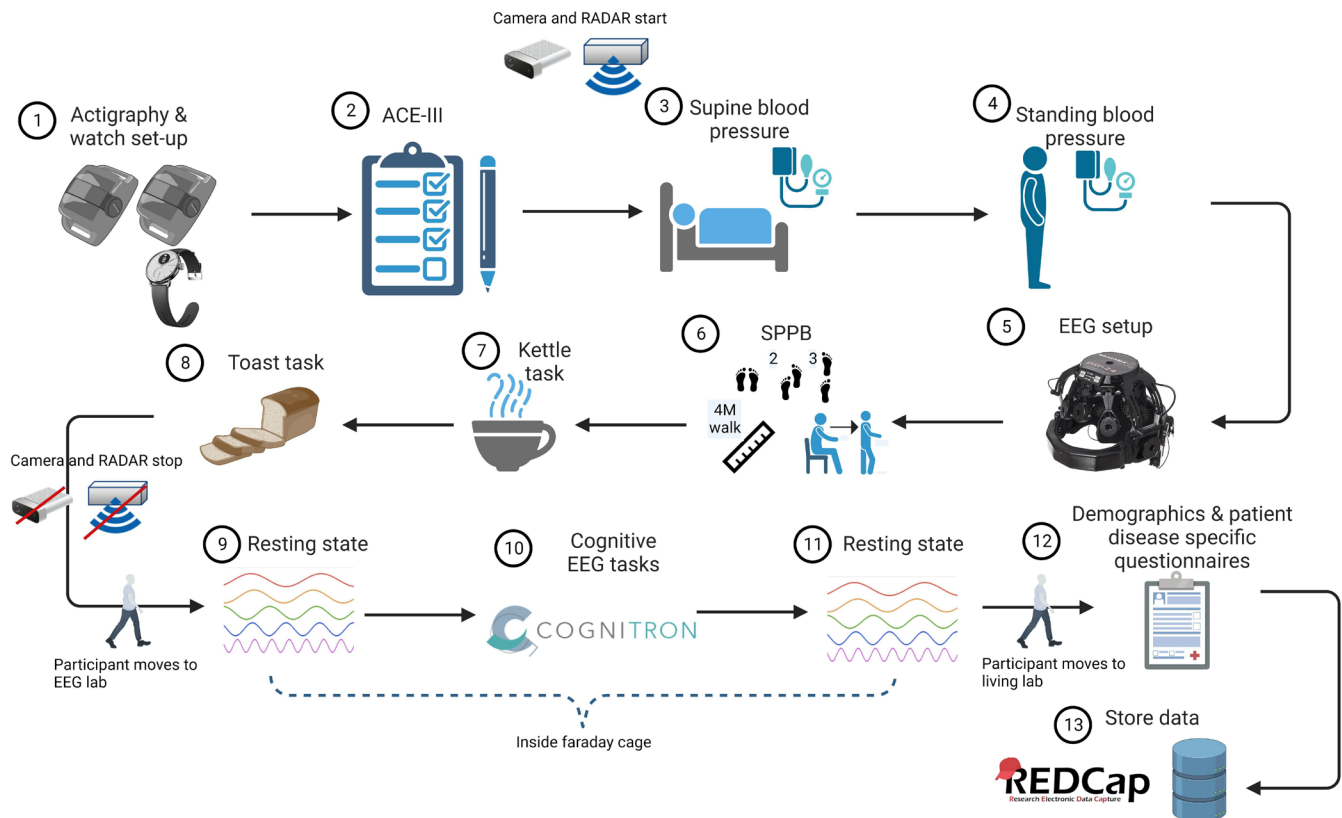 Camera and RADAR start
1
Actigraphy &
watch set-up
2
ACE-III
3
Supine blood
pressure
4
Standing blood
pressure
5
EEG setup
6
SPPB
2
3
4M
walk
7
Kettle
task
8
Toast task
Camera and RADAR stop
Participant moves to
EEG lab
9
Resting state
10
Cognitive
EEG tasks
COGNITRON
11
Resting state
Inside faraday cage
Participant moves to
living lab
12
Demographics & patient
disease specific
questionnaires
13
Store data
REDCap
Research Electronic Data Capture